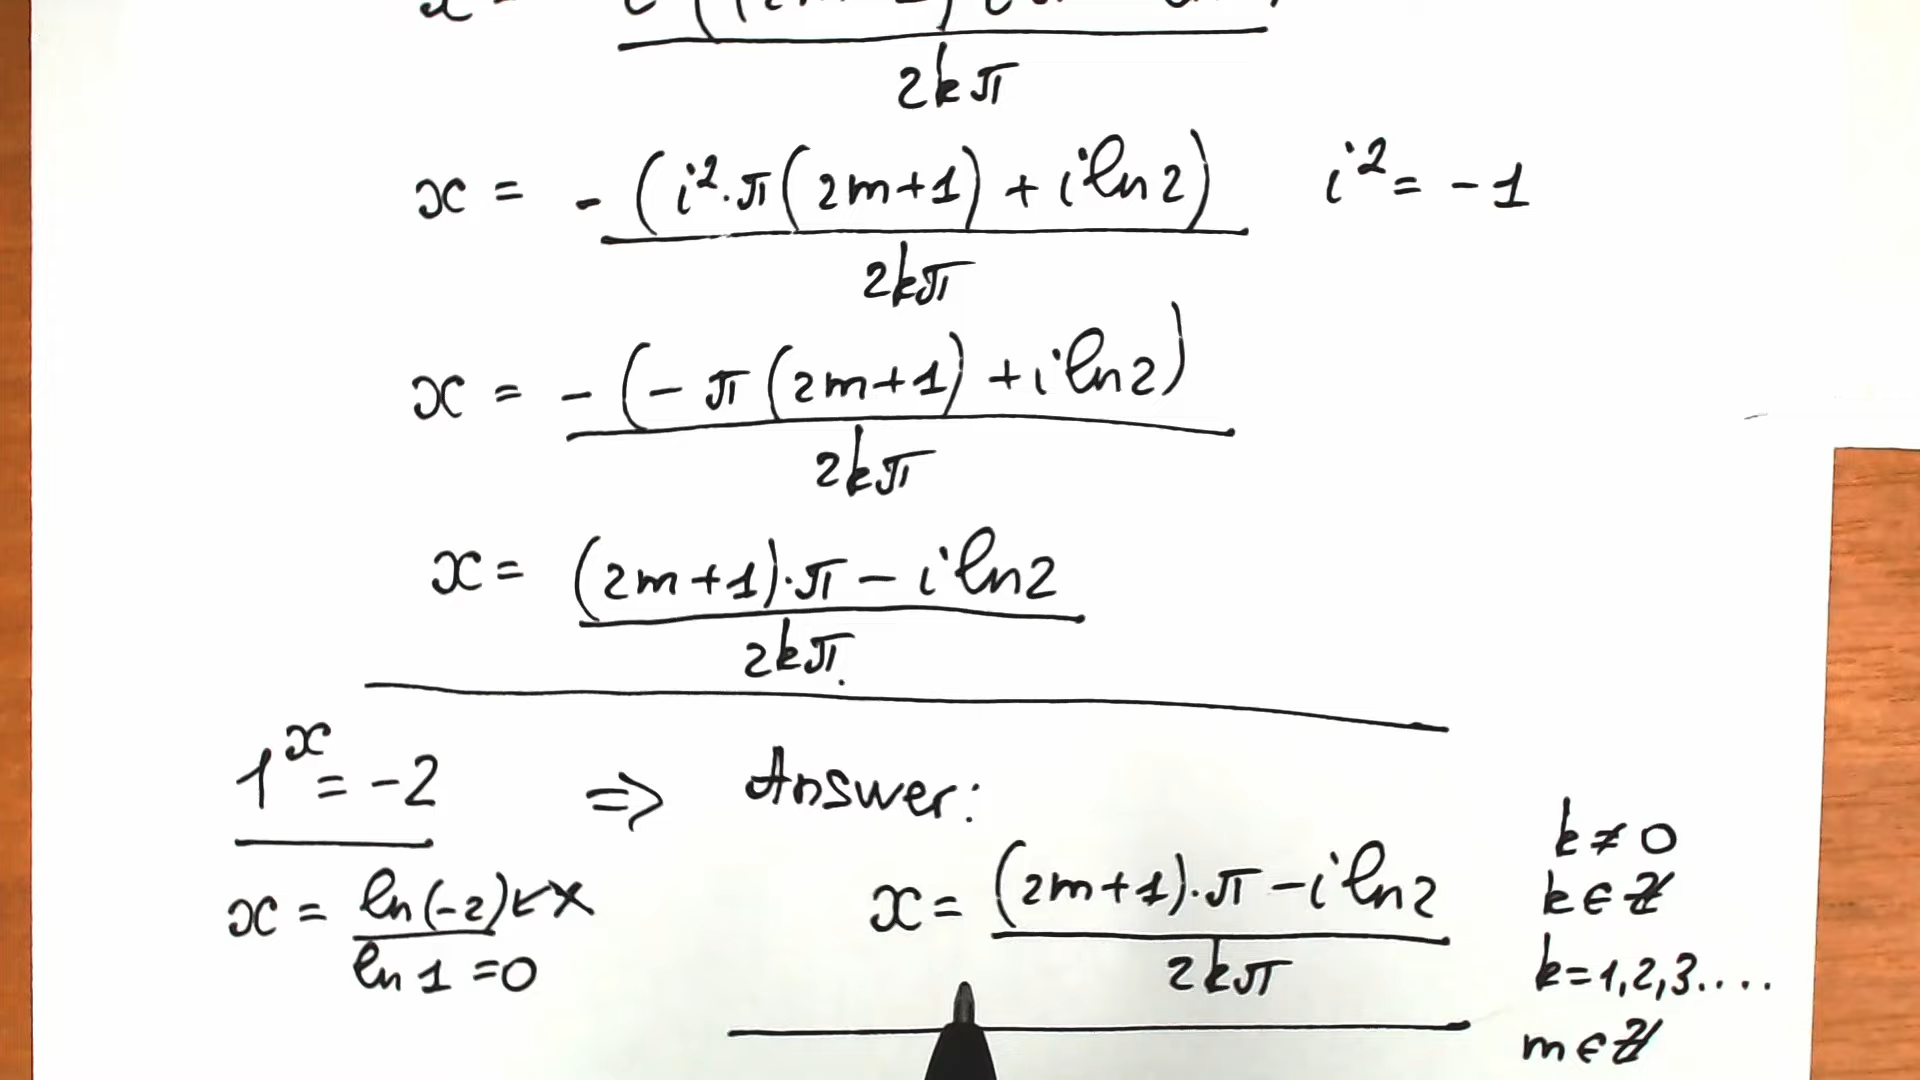 2kπ
x = -(i²·π(2m+1)+i ln2) / 2kπ i² = -1
x = -(-π(2m+1)+i ln2) / 2kπ
x = (2m+1)·π - i ln2 / 2kπ.
1^x = -2 => Answer:
x = ln(-2) / ln 1 = 0
x = (2m+1)·π - i ln2 / 2kπ
k ≠ 0
k ∈ ℤ
k = 1,2,3....
m ∈ ℤ